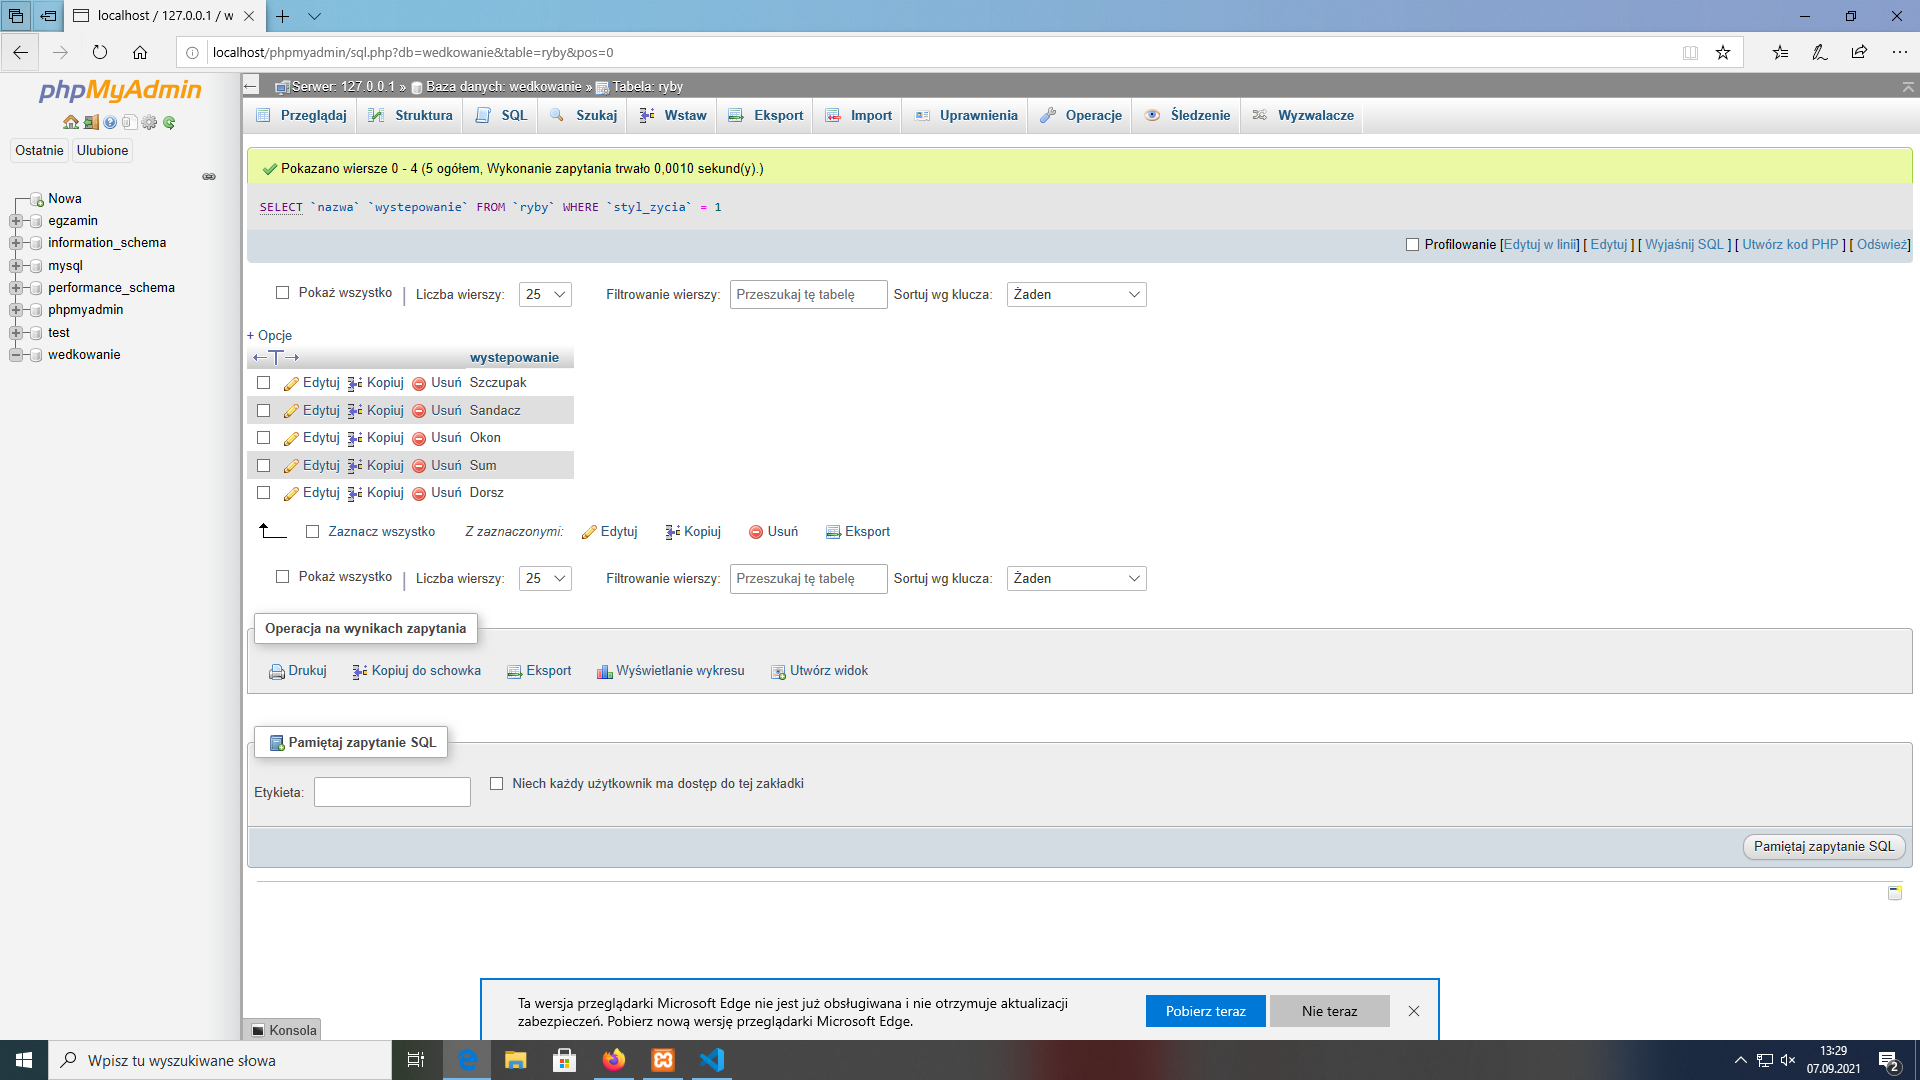 localhost / 127.0.0.1 / w
localhost/phpmyadmin/sql.php?db=wedkowanie&table=ryby&pos=0
phpMyAdmin
Ostatnie Ulubione
Nowa
egzamin
information_schema
mysql
performance_schema
phpmyadmin
test
wedkowanie
Serwer: 127.0.0.1 » Baza danych: wedkowanie » Tabela: ryby
Przeglądaj Struktura SQL Szukaj Wstaw Eksport Import Uprawnienia Operacje Śledzenie Wyzwalacze
Pokazano wiersze 0 - 4 (5 ogółem, Wykonanie zapytania trwało 0,0010 sekund(y).)
SELECT `nazwa` `wystepowanie` FROM `ryby` WHERE `styl_zycia` = 1
Profilowanie [Edytuj w linii] [ Edytuj ] [ Wyjaśnij SQL ] [ Utwórz kod PHP ] [ Odśwież]
Pokaż wszystko | Liczba wierszy: 25 Filtrowanie wierszy: Przeszukaj tę tabelę Sortuj wg klucza: Żaden
+ Opcje
←T→ wystepowanie
Edytuj Kopiuj Usuń Szczupak
Edytuj Kopiuj Usuń Sandacz
Edytuj Kopiuj Usuń Okon
Edytuj Kopiuj Usuń Sum
Edytuj Kopiuj Usuń Dorsz
Zaznacz wszystko Z zaznaczonymi: Edytuj Kopiuj Usuń Eksport
Pokaż wszystko | Liczba wierszy: 25 Filtrowanie wierszy: Przeszukaj tę tabelę Sortuj wg klucza: Żaden
Operacja na wynikach zapytania
Drukuj Kopiuj do schowka Eksport Wyświetlanie wykresu Utwórz widok
Pamiętaj zapytanie SQL
Etykieta: Niech każdy użytkownik ma dostęp do tej zakładki
Pamiętaj zapytanie SQL
Ta wersja przeglądarki Microsoft Edge nie jest już obsługiwana i nie otrzymuje aktualizacji
zabezpieczeń. Pobierz nową wersję przeglądarki Microsoft Edge.
Pobierz teraz Nie teraz
Konsola
Wpisz tu wyszukiwane słowa
13:29
07.09.2021
2